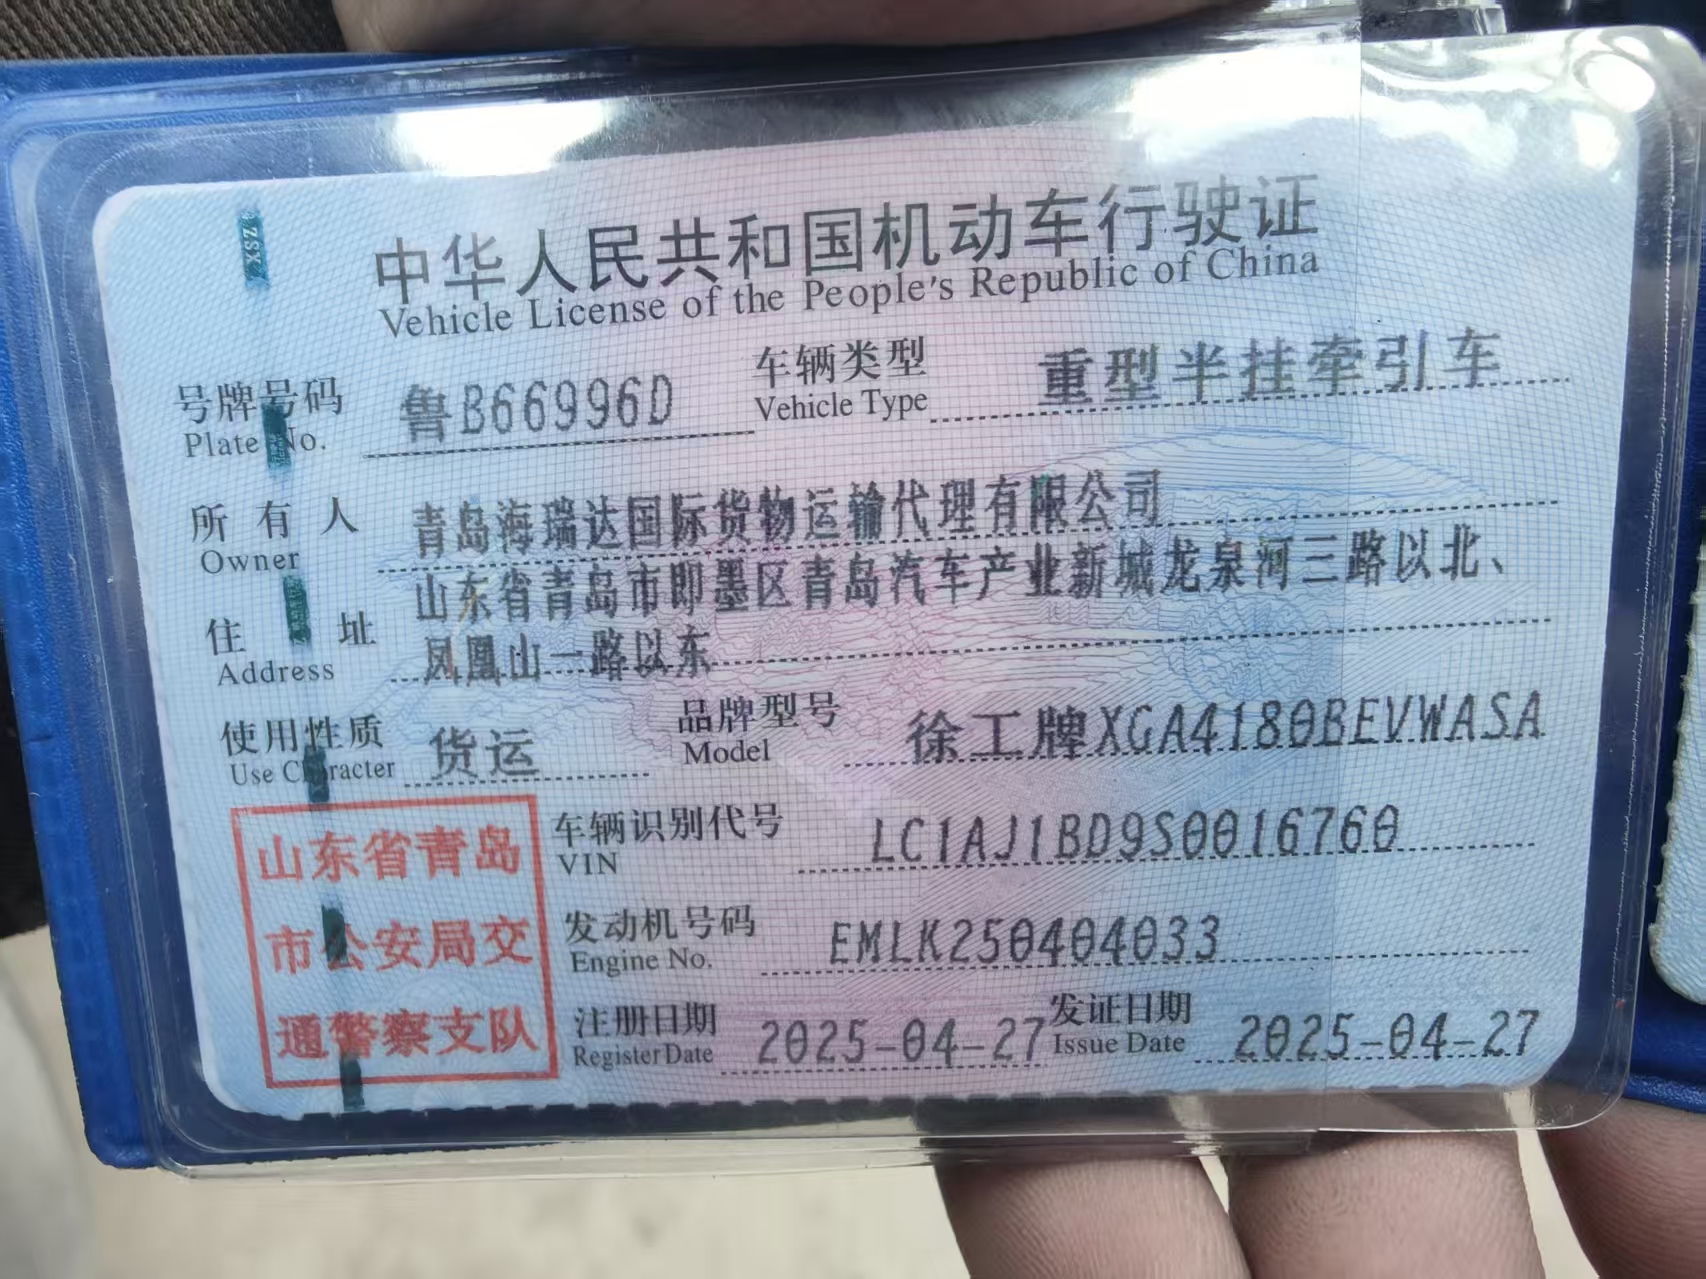 中华人民共和国机动车行驶证
Vehicle License of the People's Republic of China
号牌号码 鲁B66996D 车辆类型 重型半挂牵引车
Plate No. Vehicle Type
所有人 青岛海瑞达国际货物运输代理有限公司
Owner
山东省青岛市即墨区青岛汽车产业新城龙泉河三路以北、
住址 凤凰山一路以东
Address
使用性质 货运 品牌型号 徐工牌XGA4180BEVWASA
Use Character Model
车辆识别代号 LC1AJ1BD9S0016760
VIN
发动机号码 EMLK250404033
Engine No.
注册日期 2025-04-27 发证日期 2025-04-27
Register Date Issue Date
山东省青岛
市公安局交
通警察支队